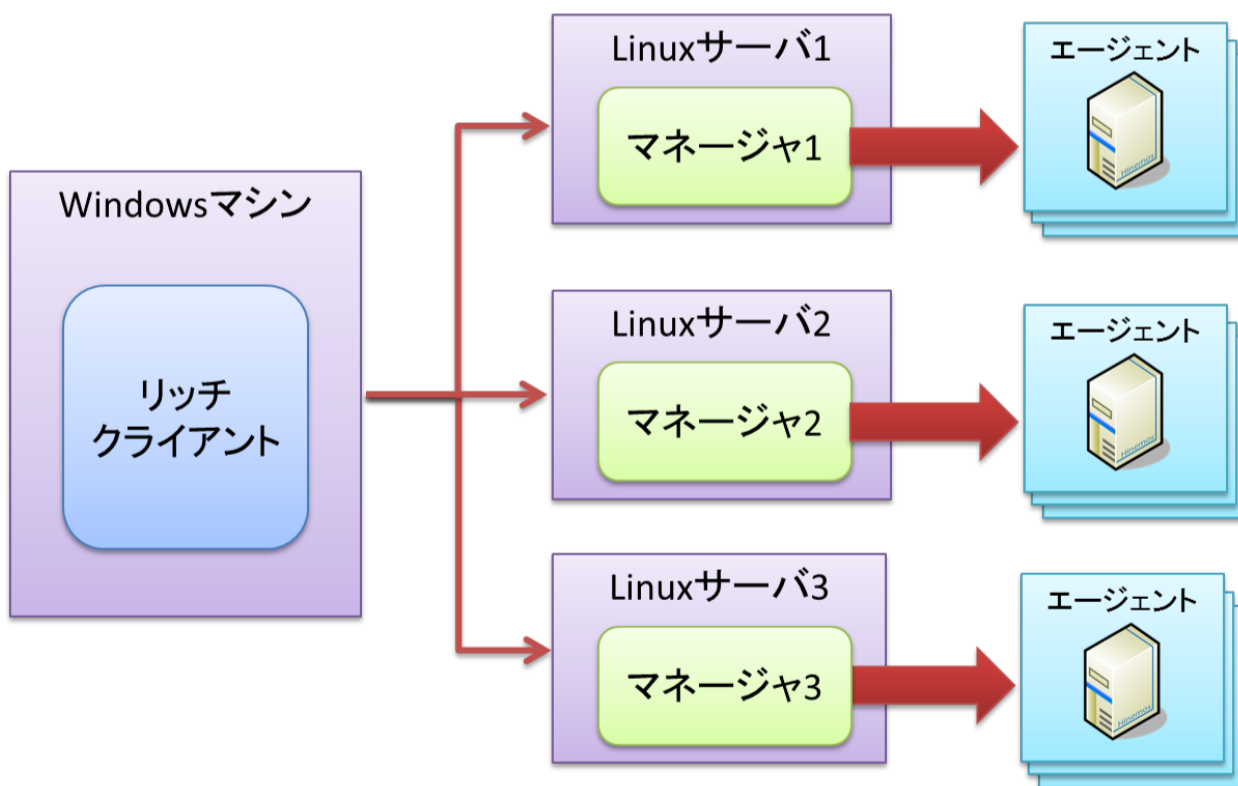 Windowsマシン
リッチ
クライアント
Linuxサーバ1
マネージャ1
エージェント
Hinemos
Linuxサーバ2
マネージャ2
エージェント
Hinemos
Linuxサーバ3
マネージャ3
エージェント
Hinemos